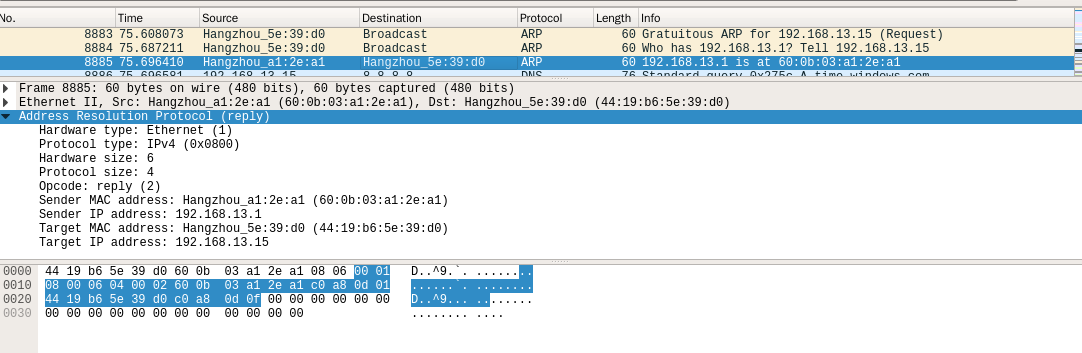 No. Time Source Destination Protocol Length Info
8883 75.608073 Hangzhou_5e:39:d0 Broadcast ARP 60 Gratuitous ARP for 192.168.13.15 (Request)
8884 75.687211 Hangzhou_5e:39:d0 Broadcast ARP 60 Who has 192.168.13.1? Tell 192.168.13.15
8885 75.696410 Hangzhou_a1:2e:a1 Hangzhou_5e:39:d0 ARP 60 192.168.13.1 is at 60:0b:03:a1:2e:a1
8886 75.696581 192.168.13.15 8.8.8.8 DNS 76 Standard query 0x275c A time.windows.com
Frame 8885: 60 bytes on wire (480 bits), 60 bytes captured (480 bits)
Ethernet II, Src: Hangzhou_a1:2e:a1 (60:0b:03:a1:2e:a1), Dst: Hangzhou_5e:39:d0 (44:19:b6:5e:39:d0)
Address Resolution Protocol (reply)
Hardware type: Ethernet (1)
Protocol type: IPv4 (0x0800)
Hardware size: 6
Protocol size: 4
Opcode: reply (2)
Sender MAC address: Hangzhou_a1:2e:a1 (60:0b:03:a1:2e:a1)
Sender IP address: 192.168.13.1
Target MAC address: Hangzhou_5e:39:d0 (44:19:b6:5e:39:d0)
Target IP address: 192.168.13.15
0000 44 19 b6 5e 39 d0 60 0b 03 a1 2e a1 08 06 00 01 D..^9.`. ........
0010 08 00 06 04 00 02 60 0b 03 a1 2e a1 c0 a8 0d 01 ......`. ........
0020 44 19 b6 5e 39 d0 c0 a8 0d 0f 00 00 00 00 00 00 D..^9... ........
0030 00 00 00 00 00 00 00 00 00 00 00 00 ........ ....